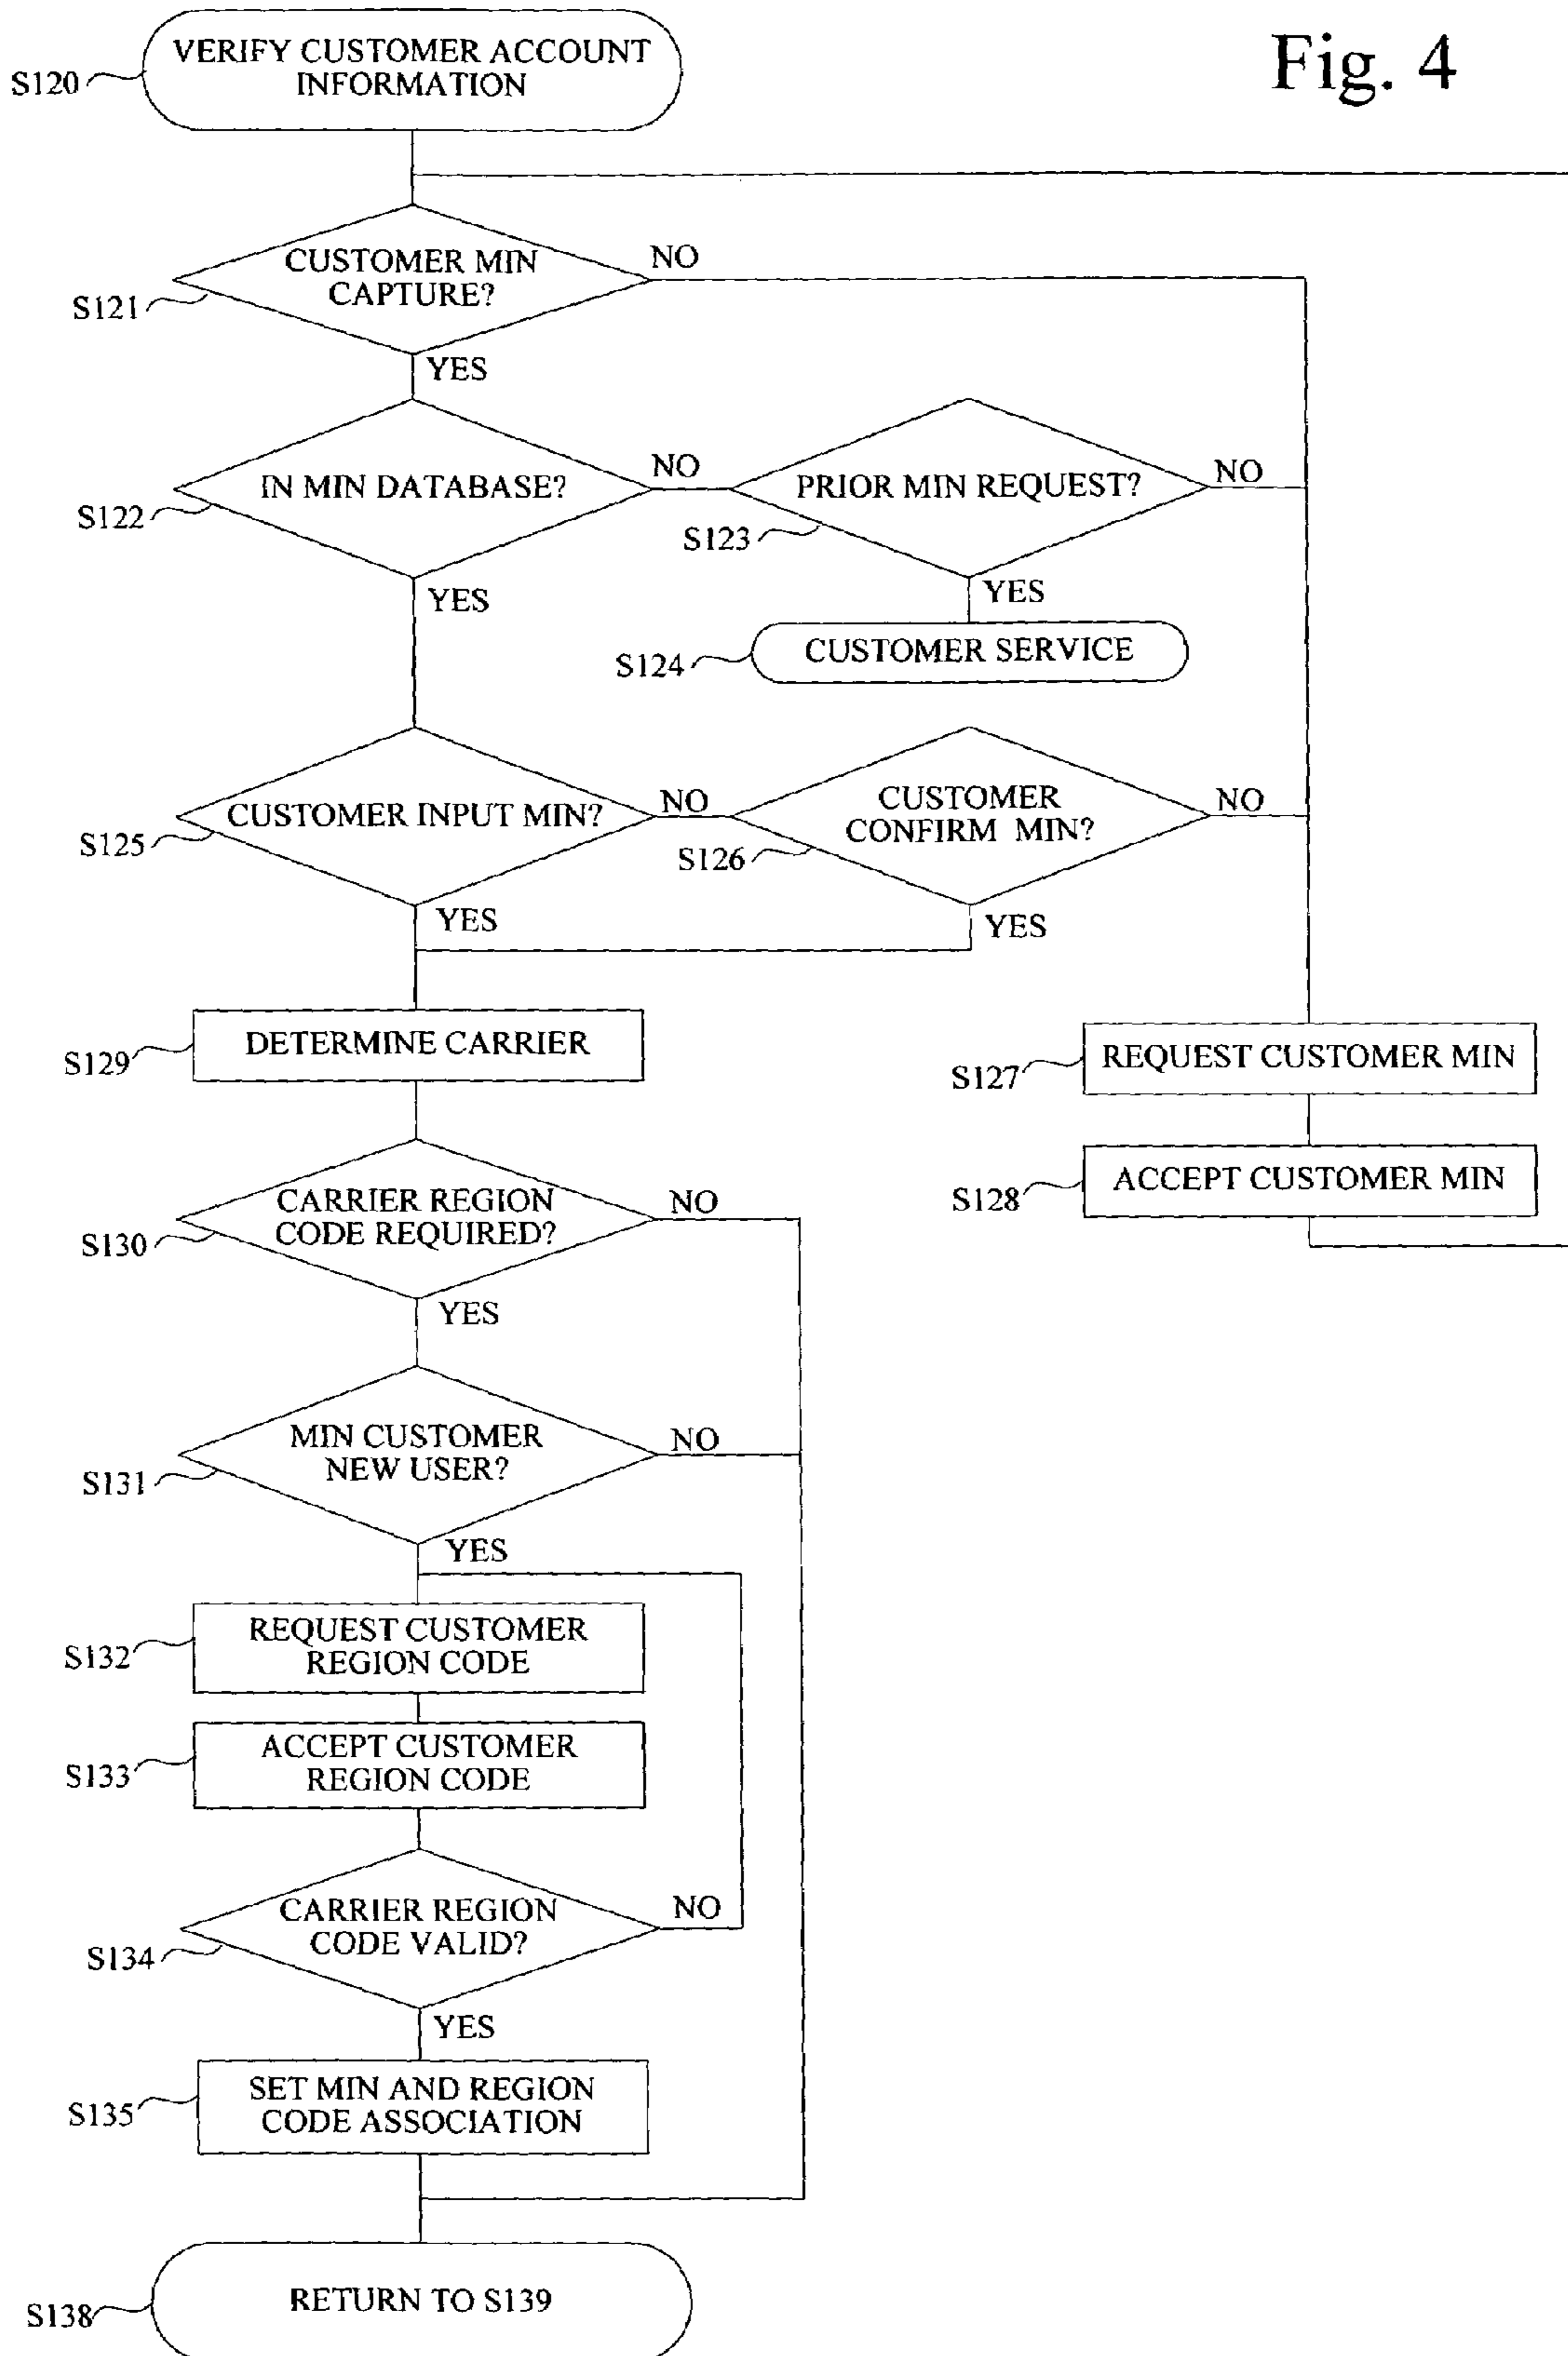 Fig. 4
VERIFY CUSTOMER ACCOUNT
INFORMATION
S120
CUSTOMER MIN
CAPTURE?
NO
S121
YES
IN MIN DATABASE?
NO
PRIOR MIN REQUEST?
NO
S122
S123
YES
YES
CUSTOMER SERVICE
S124
CUSTOMER INPUT MIN?
NO
CUSTOMER
CONFIRM MIN?
NO
S125
S126
YES
YES
DETERMINE CARRIER
S129
REQUEST CUSTOMER MIN
S127
CARRIER REGION
CODE REQUIRED?
NO
S130
ACCEPT CUSTOMER MIN
S128
YES
MIN CUSTOMER
NEW USER?
NO
S131
YES
REQUEST CUSTOMER
REGION CODE
S132
ACCEPT CUSTOMER
REGION CODE
S133
CARRIER REGION
CODE VALID?
NO
S134
YES
SET MIN AND REGION
CODE ASSOCIATION
S135
RETURN TO S139
S138